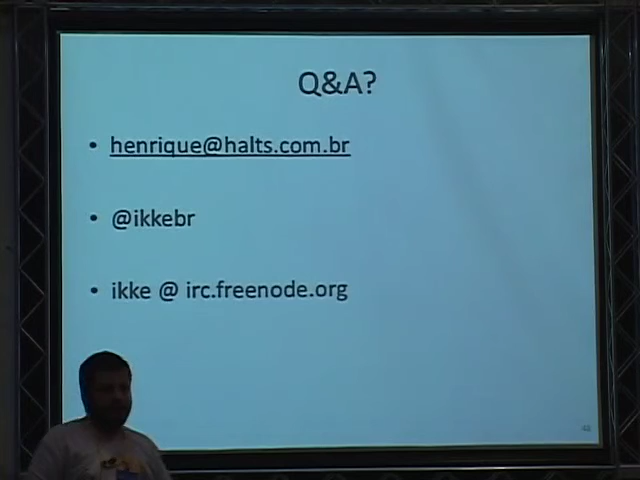 Q&A?
• henrique@halts.com.br
• @ikkebr
• ikke @ irc.freenode.org